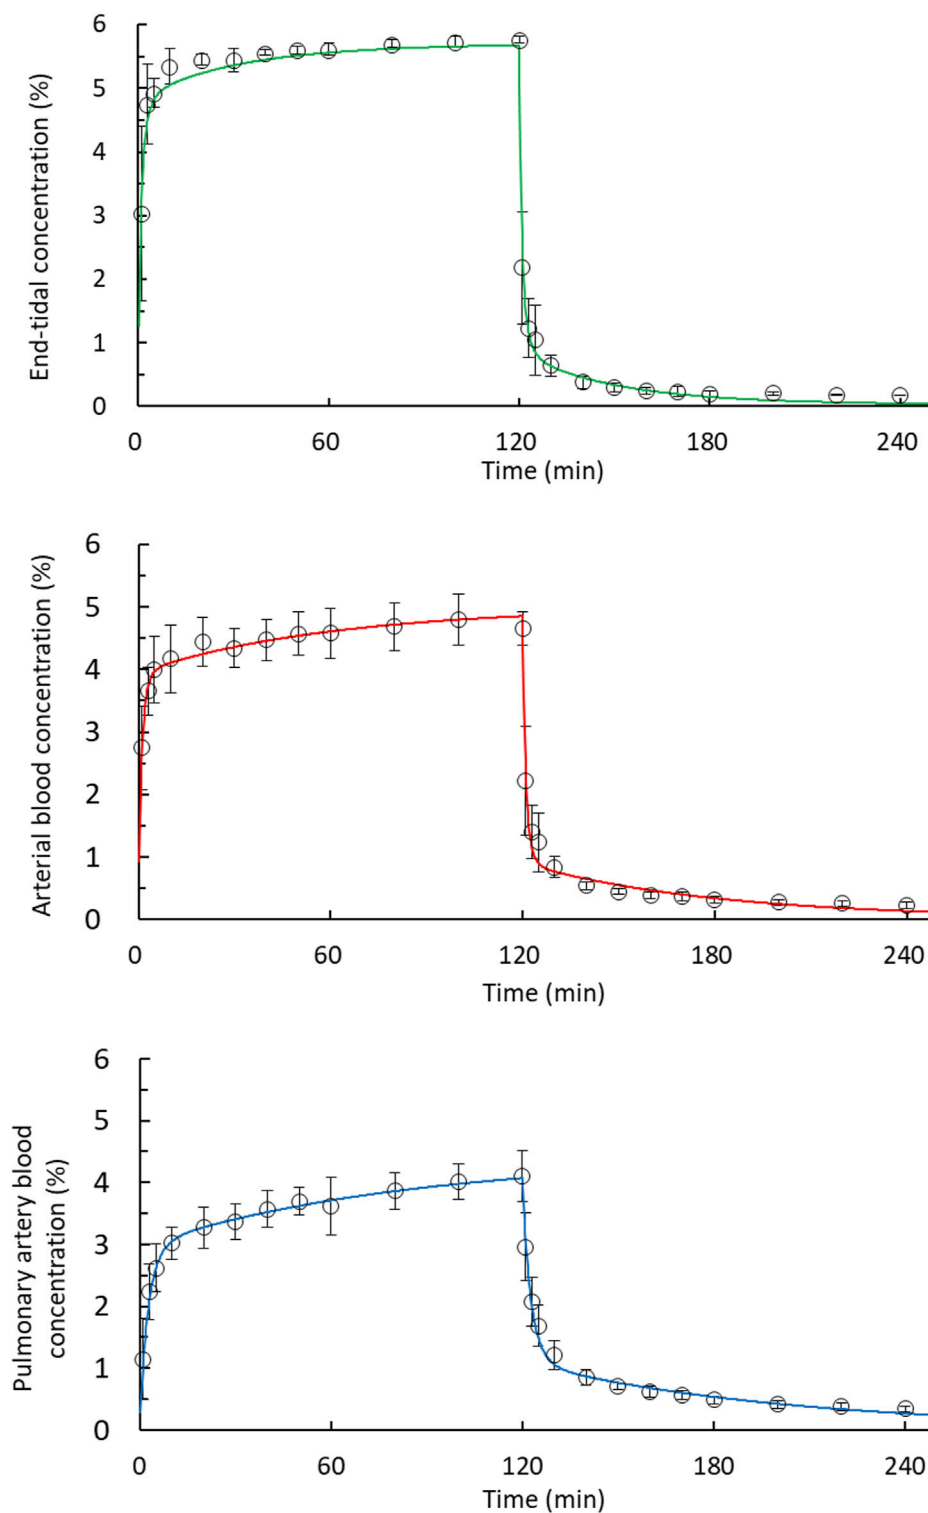 End-tidal concentration (%)
6
5
4
3
2
1
0
0 60 120 180 240
Time (min)
Arterial blood concentration (%)
6
5
4
3
2
1
0
0 60 120 180 240
Time (min)
Pulmonary artery blood
concentration (%)
6
5
4
3
2
1
0
0 60 120 180 240
Time (min)